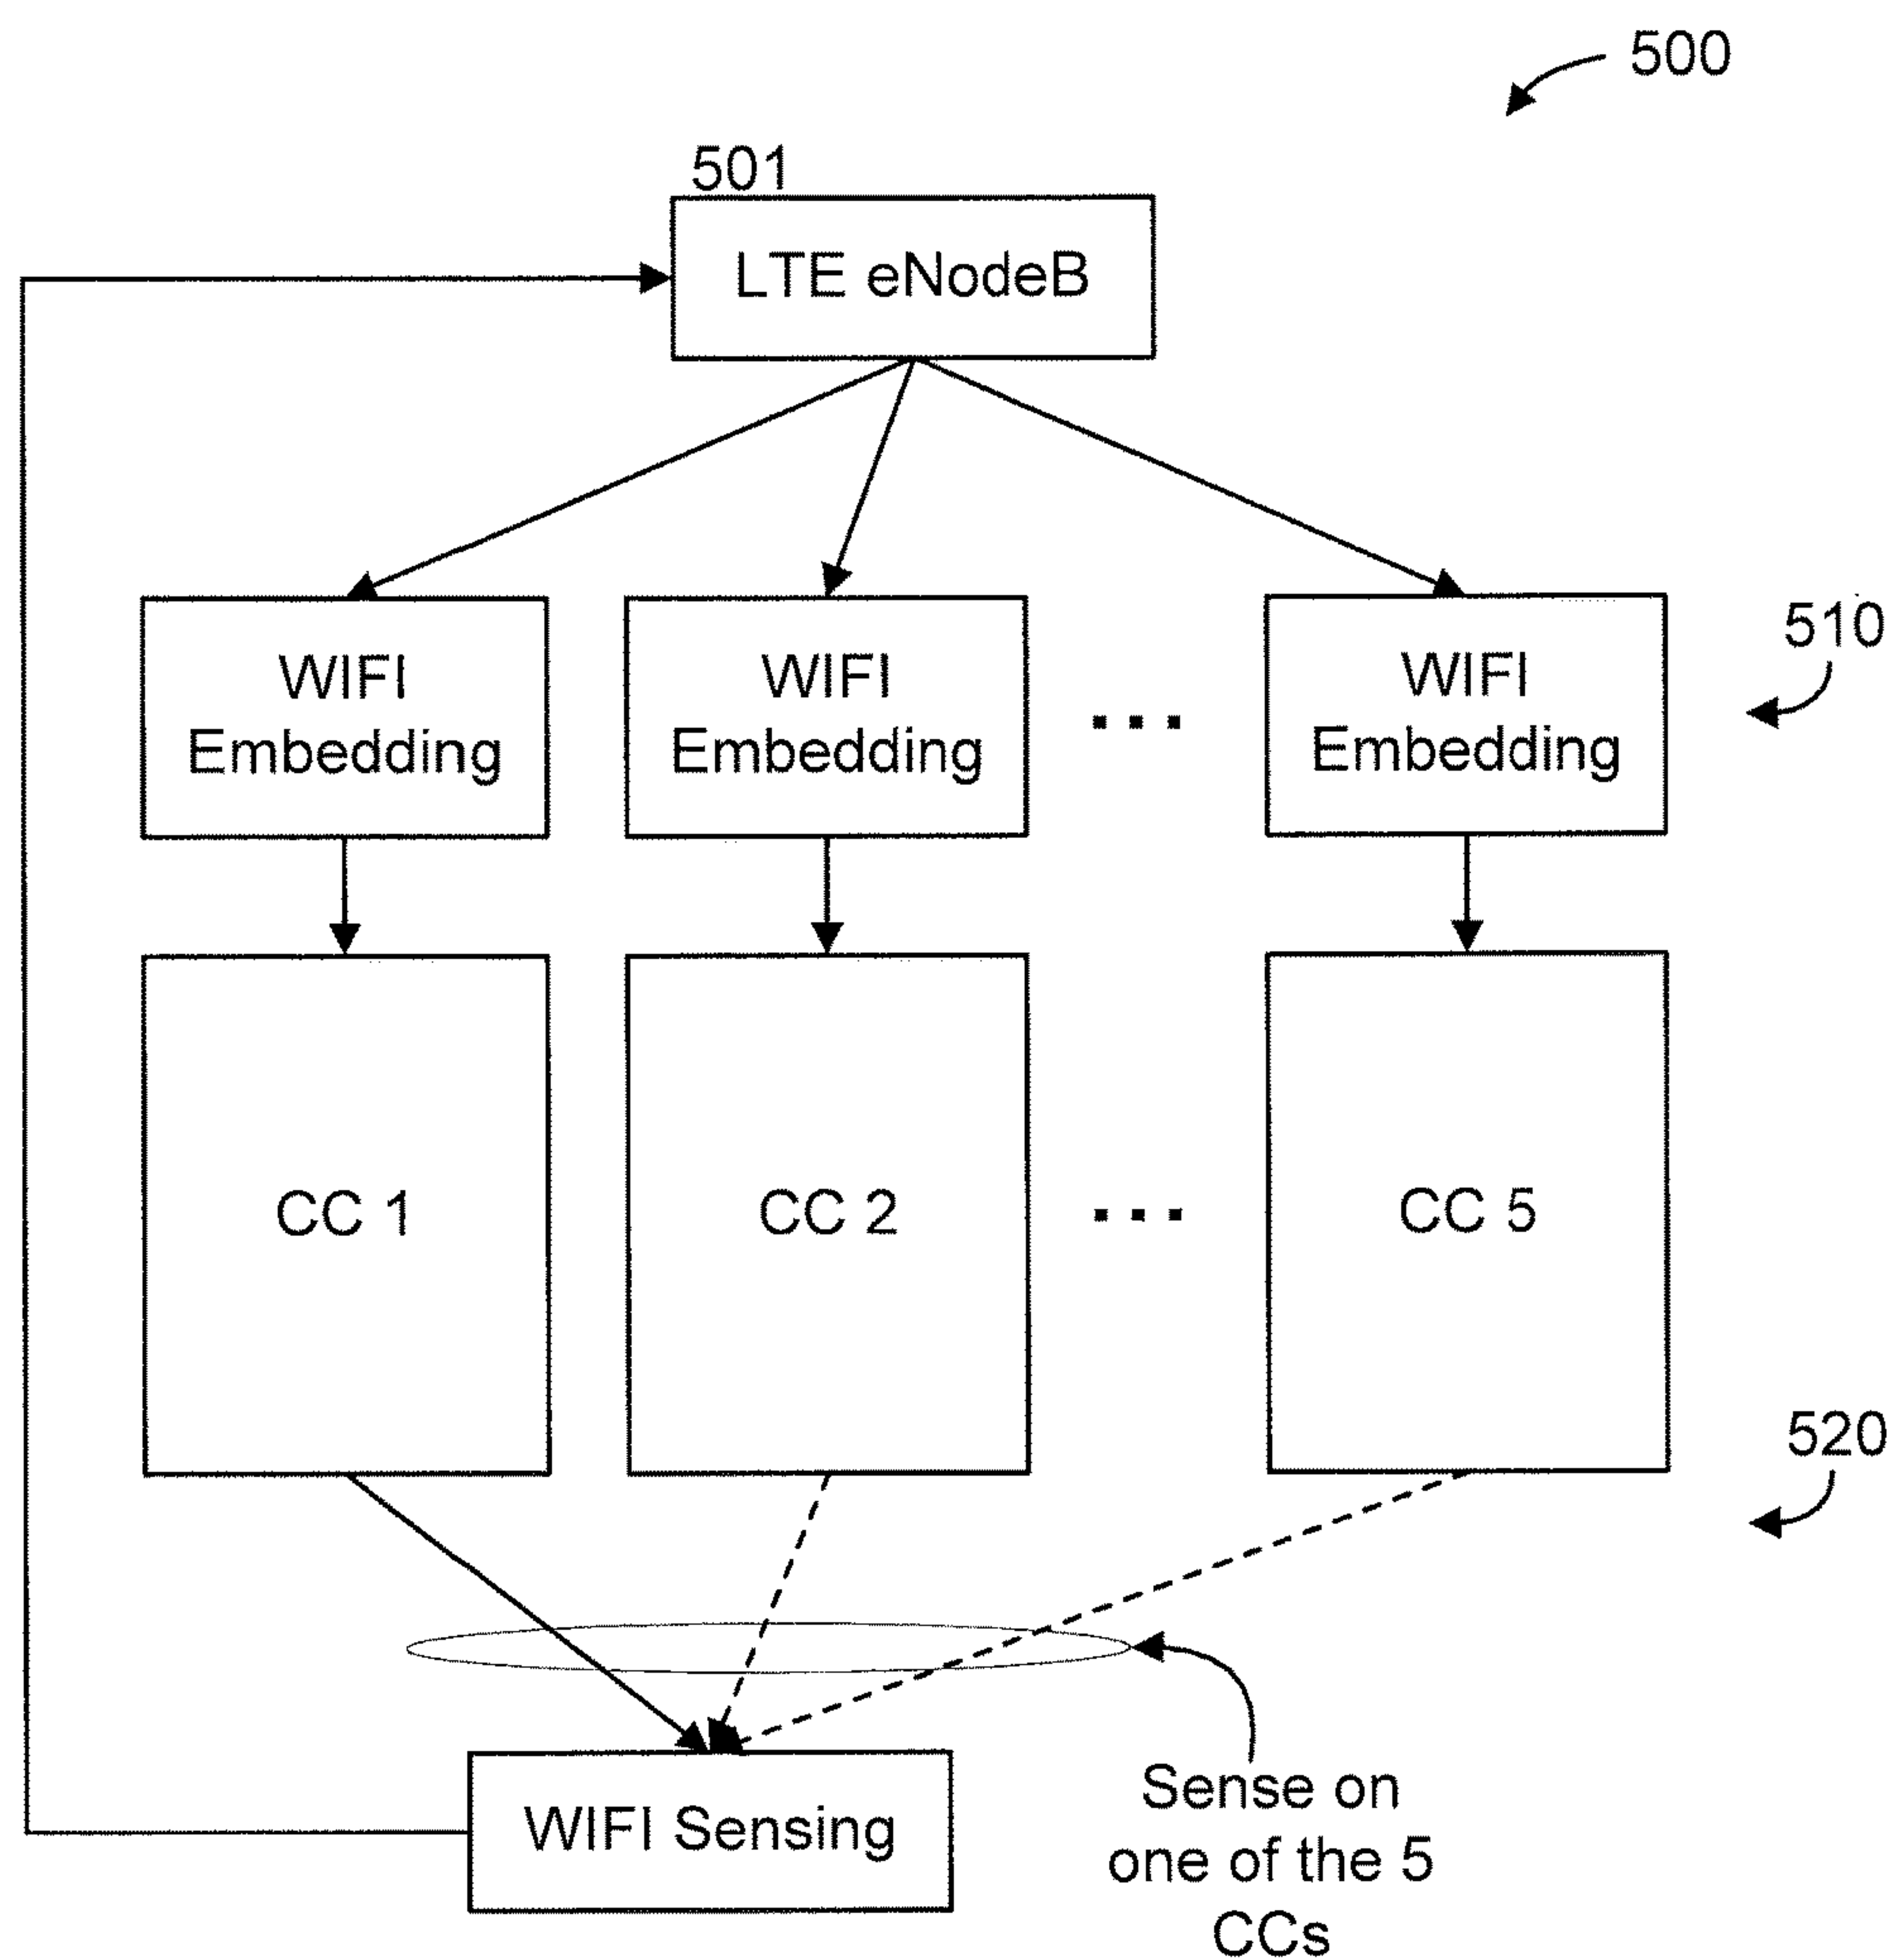 500
501
LTE eNodeB
WIFI
Embedding
WIFI
Embedding
...
WIFI
Embedding
510
CC 1
CC 2
...
CC 5
520
WIFI Sensing
Sense on
one of the 5
CCs